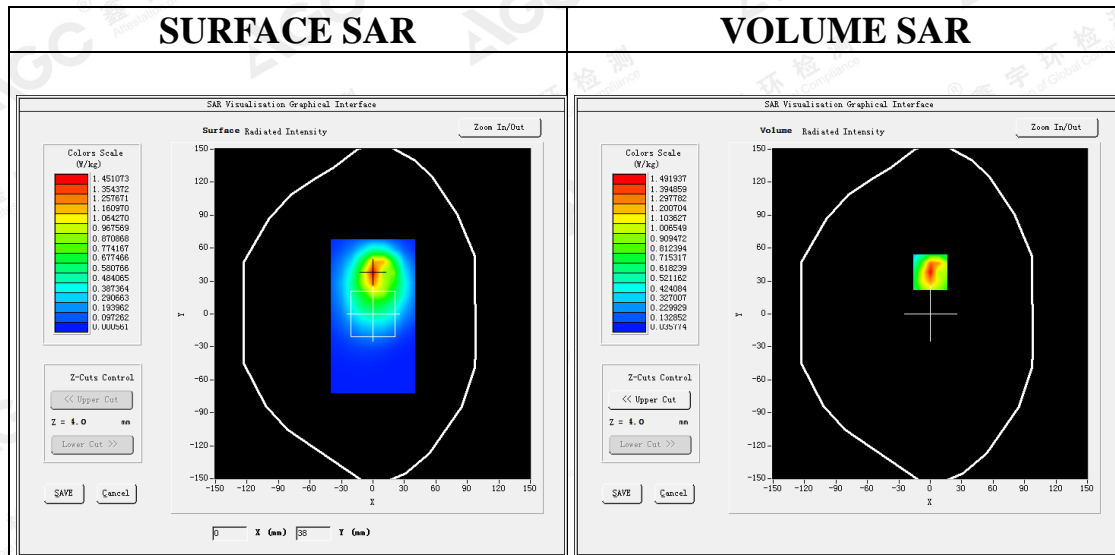 SURFACE SAR
VOLUME SAR
SAR Visualisation Graphical Interface
Surface Radiated Intensity
Zoom In/Out
Colors Scale
(W/kg)
1.451073
1.354372
1.257671
1.160970
1.064270
0.967569
0.870868
0.774167
0.677466
0.580766
0.484065
0.387364
0.290663
0.193962
0.097262
0.000561
Z-Cuts Control
<< Upper Cut
Z = 4.0 mm
Lower Cut >>
SAVE Cancel
150
120
90
60
30
0
-30
-60
-90
-120
-150
Y
-150 -120 -90 -60 -30 0 30 60 90 120 150
X
0 X (mm) 38 Y (mm)
SAR Visualisation Graphical Interface
Volume Radiated Intensity
Zoom In/Out
Colors Scale
(W/kg)
1.491937
1.394859
1.297782
1.200704
1.103627
1.006549
0.909472
0.812394
0.715317
0.618239
0.521162
0.424084
0.327007
0.229929
0.132852
0.035774
Z-Cuts Control
<< Upper Cut
Z = 4.0 mm
Lower Cut >>
SAVE Cancel
150
120
90
60
30
0
-30
-60
-90
-120
-150
Y
-150 -120 -90 -60 -30 0 30 60 90 120 150
X